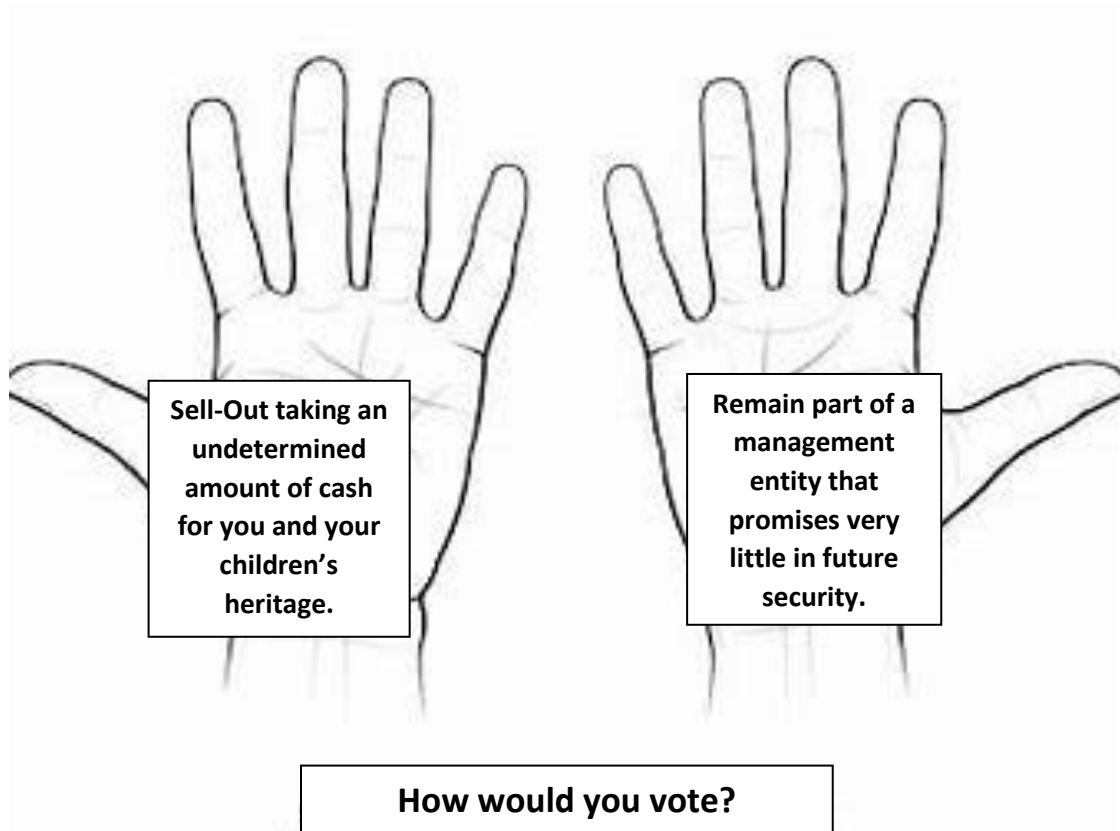 Sell-Out taking an
undetermined
amount of cash
for you and your
children’s
heritage.
Remain part of a
management
entity that
promises very
little in future
security.
How would you vote?